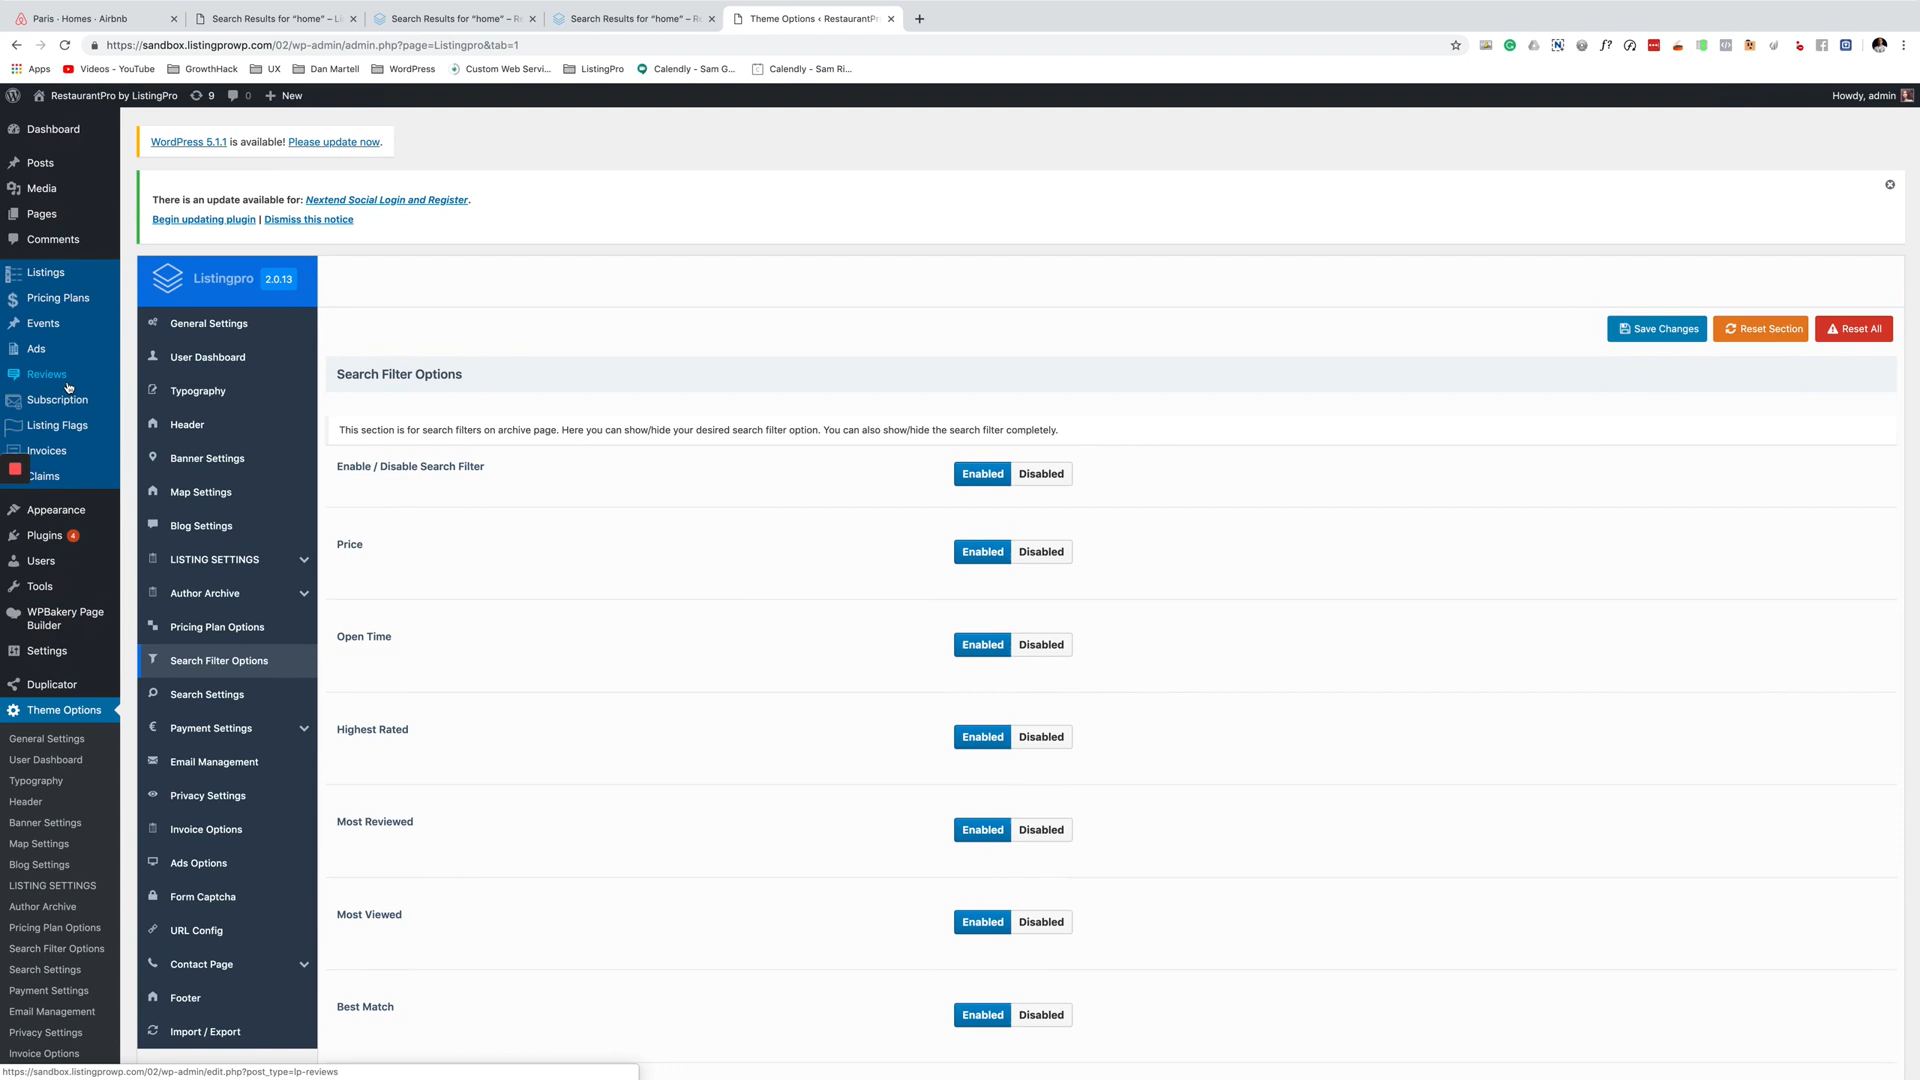 Paris · Homes · Airbnb
Search Results for “home” – Li
Search Results for “home” – Re
Search Results for “home” – Re
Theme Options ‹ RestaurantPr
https://sandbox.listingprowp.com/02/wp-admin/admin.php?page=Listingpro&tab=1
Apps
Videos - YouTube
GrowthHack
UX
Dan Martell
WordPress
Custom Web Servi...
ListingPro
Calendly - Sam G...
Calendly - Sam Ri...
RestaurantPro by ListingPro
9
0
New
Howdy, admin
Dashboard
Posts
Media
Pages
Comments
Listings
Pricing Plans
Events
Ads
Reviews
Subscription
Listing Flags
Invoices
Claims
Appearance
Plugins 4
Users
Tools
WPBakery Page
Builder
Settings
Duplicator
Theme Options
General Settings
User Dashboard
Typography
Header
Banner Settings
Map Settings
Blog Settings
LISTING SETTINGS
Author Archive
Pricing Plan Options
Search Filter Options
Search Settings
Payment Settings
Email Management
Privacy Settings
Invoice Options
WordPress 5.1.1 is available! Please update now.
There is an update available for: Nextend Social Login and Register.
Begin updating plugin | Dismiss this notice
Listingpro 2.0.13
General Settings
User Dashboard
Typography
Header
Banner Settings
Map Settings
Blog Settings
LISTING SETTINGS
Author Archive
Pricing Plan Options
Search Filter Options
Search Settings
Payment Settings
Email Management
Privacy Settings
Invoice Options
Ads Options
Form Captcha
URL Config
Contact Page
Footer
Import / Export
Save Changes
Reset Section
Reset All
Search Filter Options
This section is for search filters on archive page. Here you can show/hide your desired search filter option. You can also show/hide the search filter completely.
Enable / Disable Search Filter
Enabled Disabled
Price
Enabled Disabled
Open Time
Enabled Disabled
Highest Rated
Enabled Disabled
Most Reviewed
Enabled Disabled
Most Viewed
Enabled Disabled
Best Match
Enabled Disabled
https://sandbox.listingprowp.com/02/wp-admin/edit.php?post_type=lp-reviews